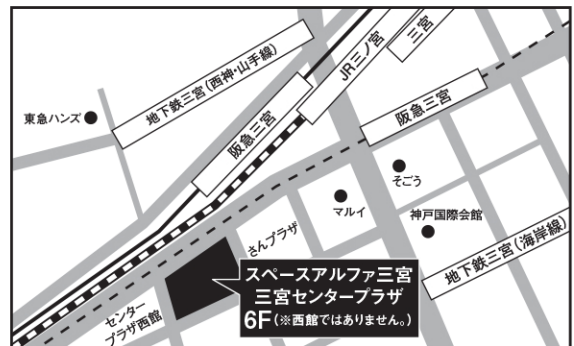 三宮
JR三ノ宮
地下鉄三宮(西神・山手線)
阪急三宮
阪急三宮
東急ハンズ
そごう
マルイ
神戸国際会館
さんプラザ
地下鉄三宮(海岸線)
スペースアルファ三宮
三宮センタープラザ
6F(※西館ではありません。)
センター
プラザ西館